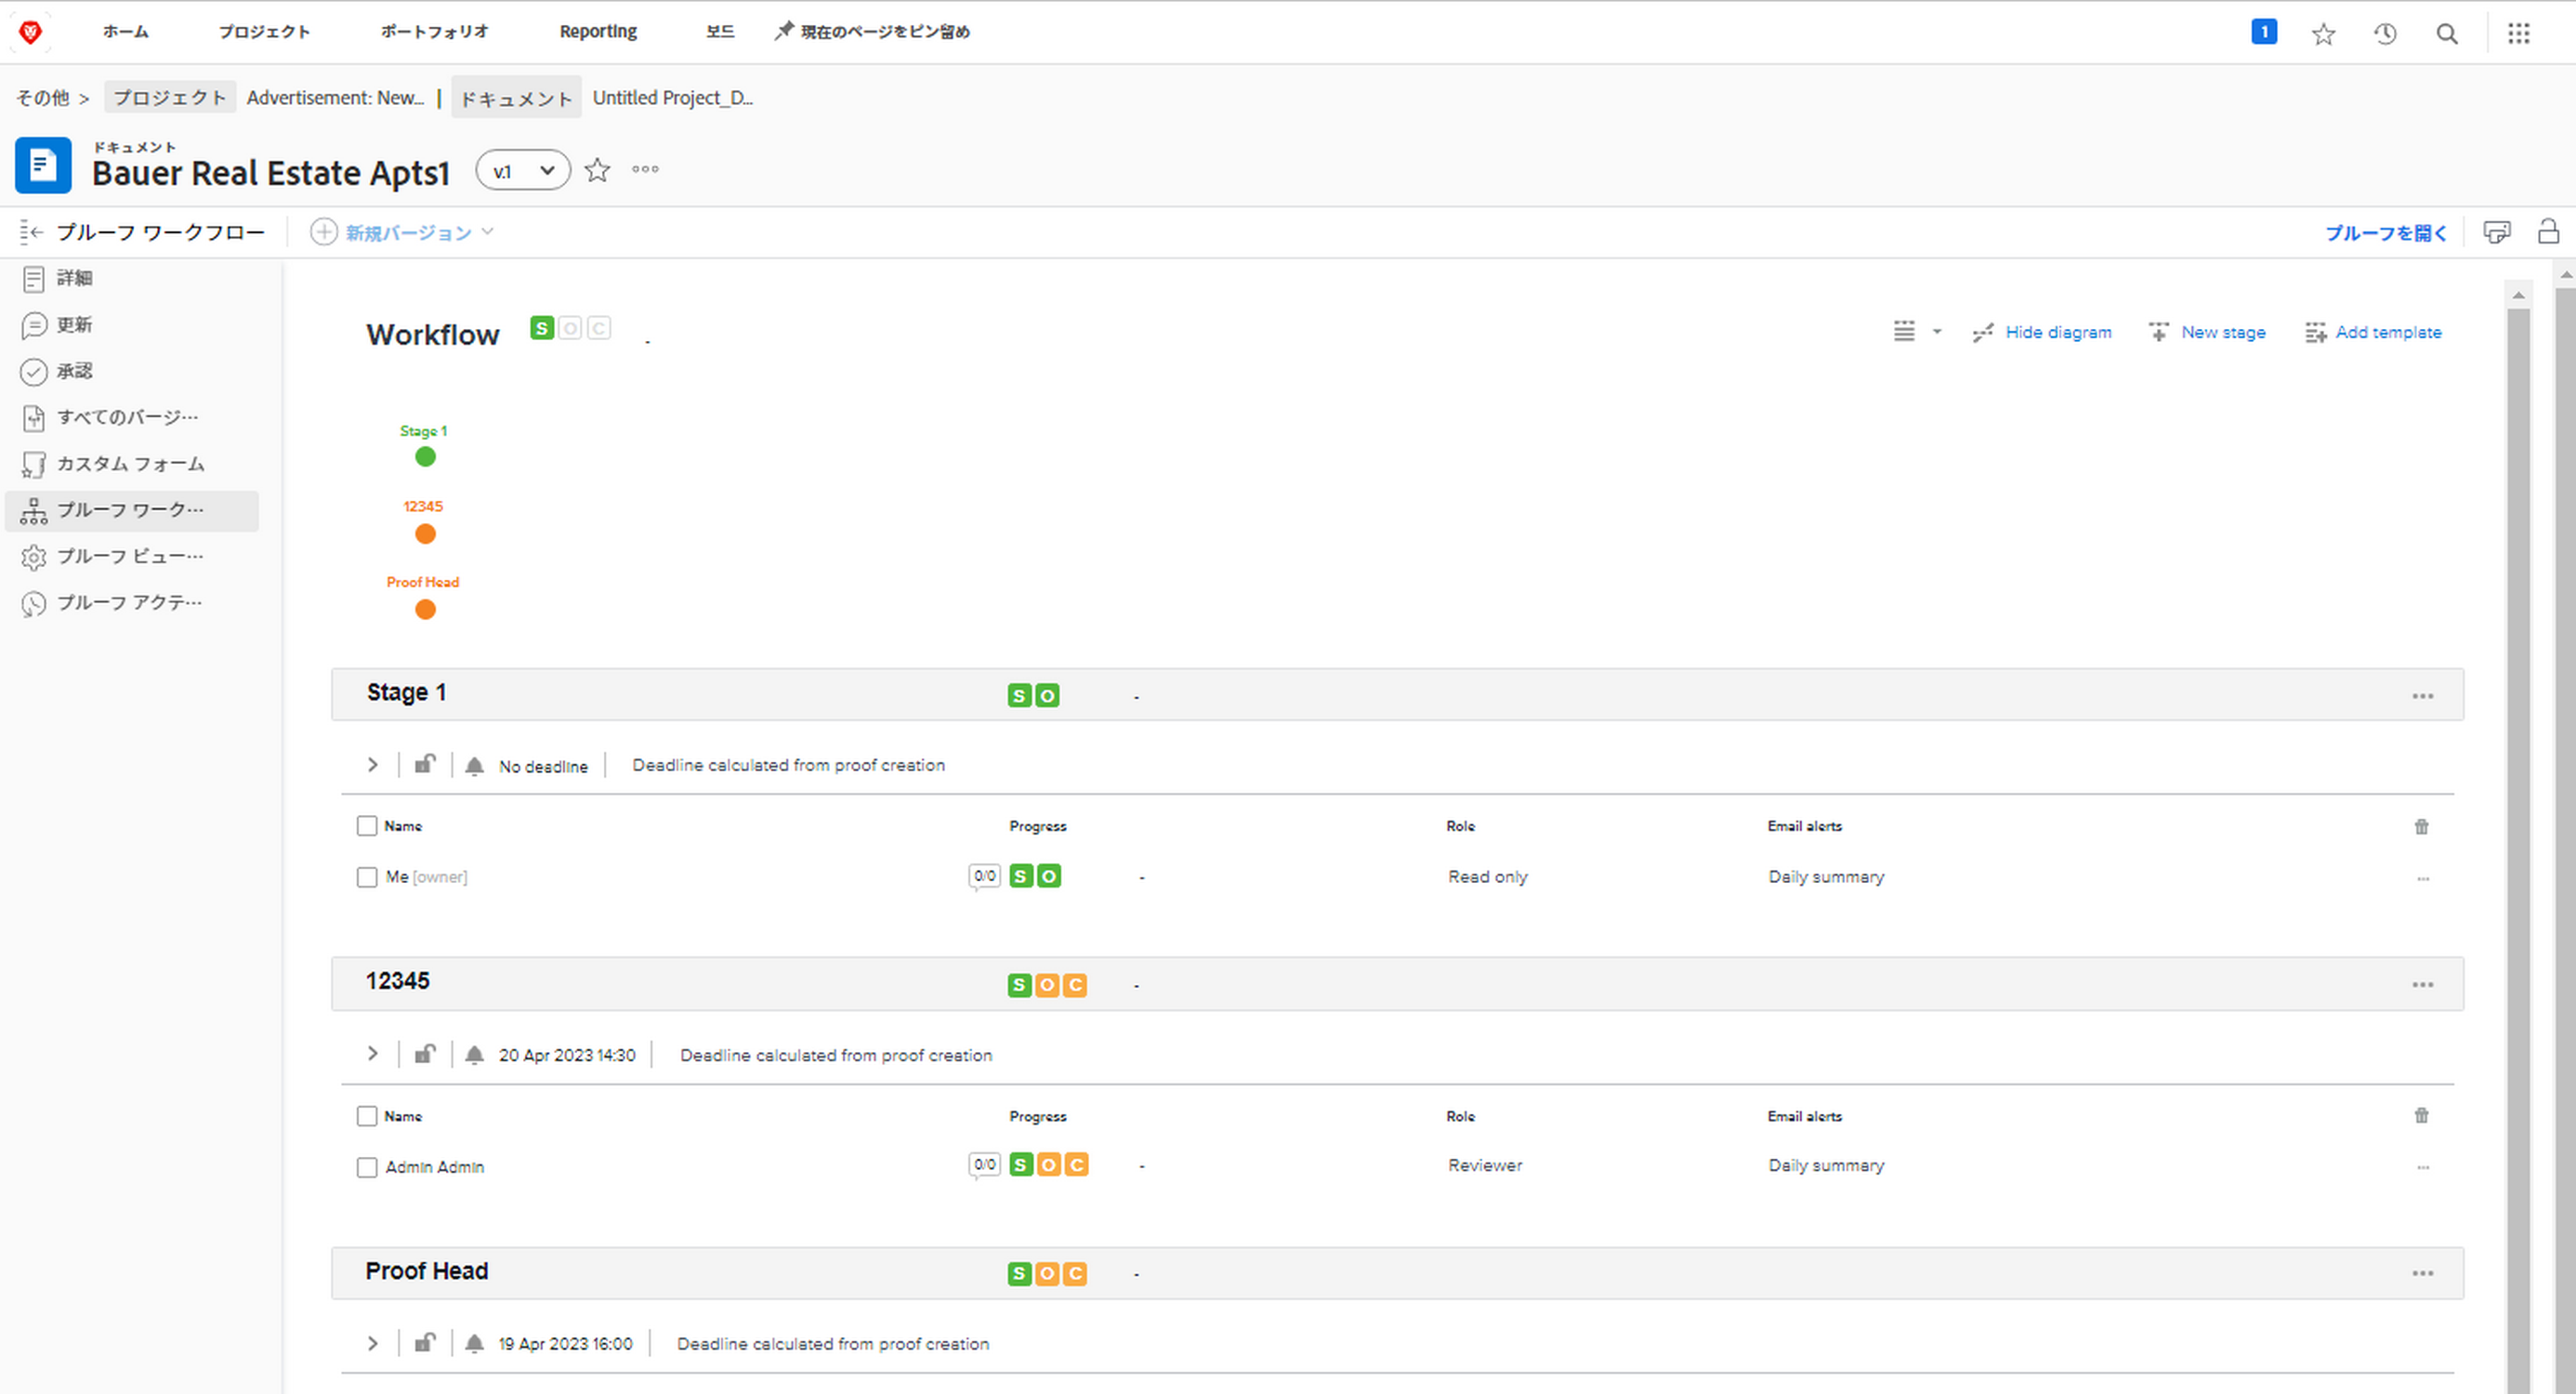 ホーム プロジェクト ポートフォリオ Reporting 보드 現在のページをピン留め 1
その他 > プロジェクト Advertisement: New... | ドキュメント Untitled Project_D...
ドキュメント
Bauer Real Estate Apts1 v.1
プルーフ ワークフロー 新規バージョン プルーフを開く
詳細
更新
承認
すべてのバージ…
カスタム フォーム
プルーフ ワーク…
プルーフ ビュー…
プルーフ アクテ…
Workflow S O C - Hide diagram New stage Add template
Stage 1
12345
Proof Head
Stage 1 S O -
No deadline Deadline calculated from proof creation
Name Progress Role Email alerts
Me [owner] 0/0 S O - Read only Daily summary
12345 S O C -
20 Apr 2023 14:30 Deadline calculated from proof creation
Name Progress Role Email alerts
Admin Admin 0/0 S O C - Reviewer Daily summary
Proof Head S O C -
19 Apr 2023 16:00 Deadline calculated from proof creation